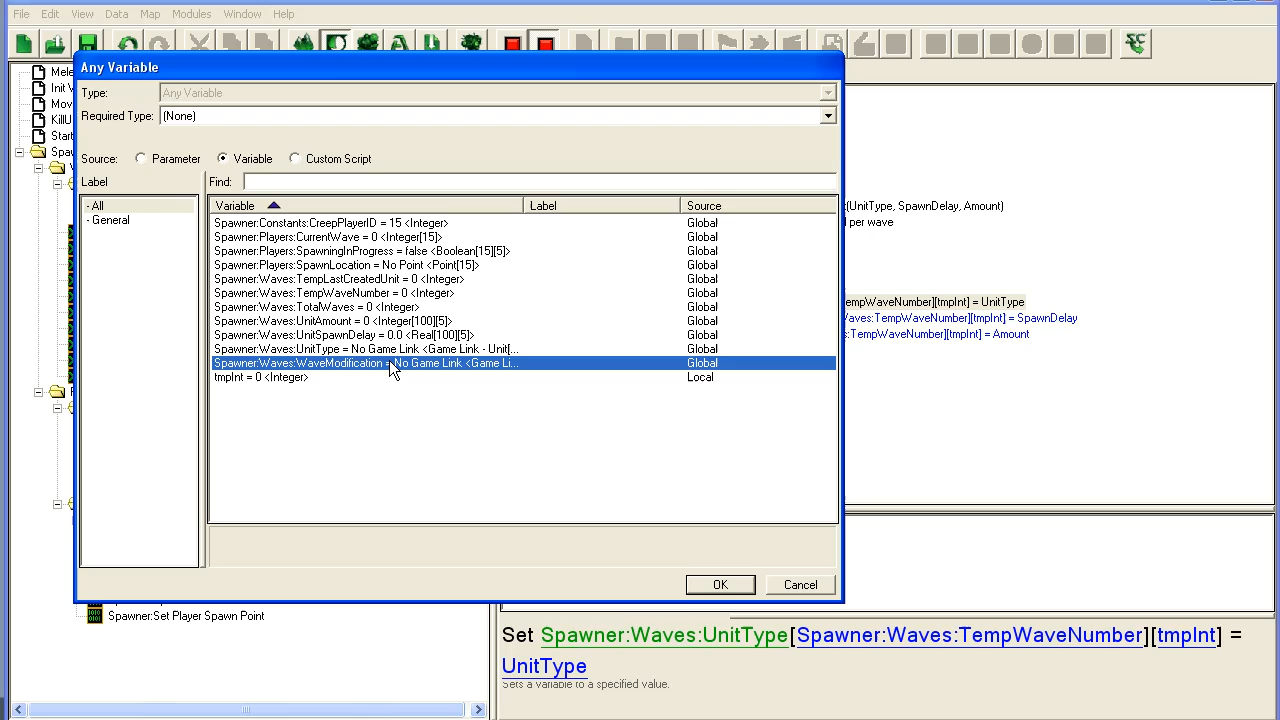 File Edit View Data Map Modules Window Help
Any Variable
Mele
Type: Any Variable
Init V
Mov
Required Type: (None)
KillU
Start
Spaw
Source: Parameter Variable Custom Script
Label
Find:
- All
- General
Variable Label Source
(UnitType, SpawnDelay, Amount)
Spawner:Constants:CreepPlayerID = 15 <Integer> Global
per wave
Spawner:Players:CurrentWave = 0 <Integer[15]> Global
Spawner:Players:SpawningInProgress = false <Boolean[15][5]> Global
Spawner:Players:SpawnLocation = No Point <Point[15]> Global
Spawner:Waves:TempLastCreatedUnit = 0 <Integer> Global
Spawner:Waves:TempWaveNumber = 0 <Integer> Global
empWaveNumber][tmpInt] = UnitType
Spawner:Waves:TotalWaves = 0 <Integer> Global
Spawner:Waves:UnitAmount = 0 <Integer[100][5]> Global
Waves:TempWaveNumber][tmpInt] = SpawnDelay
Spawner:Waves:UnitSpawnDelay = 0.0 <Real[100][5]> Global
s:TempWaveNumber][tmpInt] = Amount
Spawner:Waves:UnitType = No Game Link <Game Link - Unit[... Global
Spawner:Waves:WaveModification = No Game Link <Game Li... Global
tmpInt = 0 <Integer> Local
OK Cancel
Spawner:Set Player Spawn Point
Set Spawner:Waves:UnitType[Spawner:Waves:TempWaveNumber][tmpInt] =
UnitType
Sets a variable to a specified value.